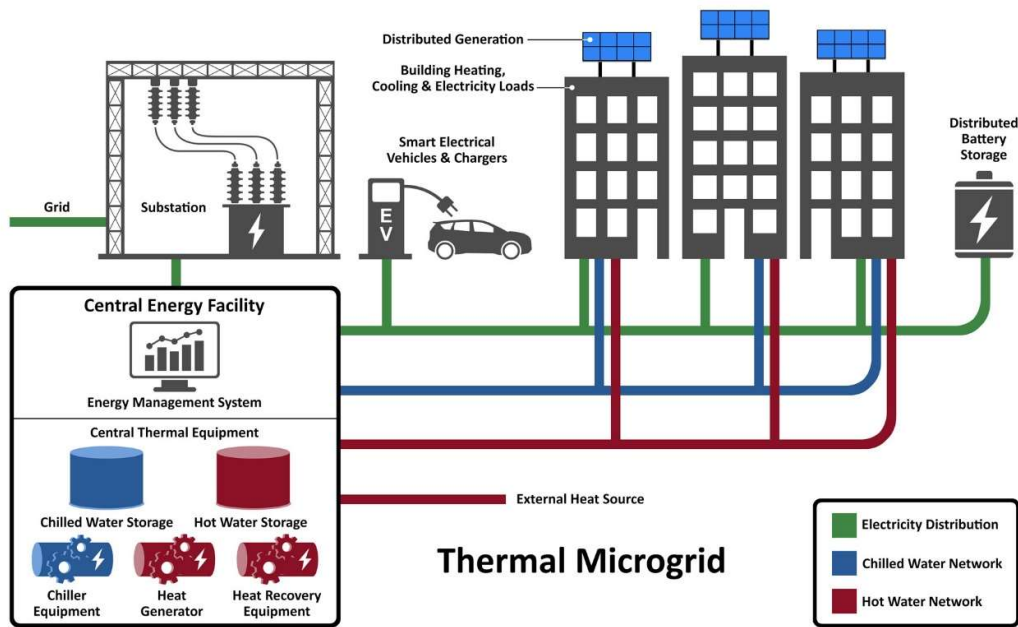 Distributed Generation
Building Heating,
Cooling & Electricity Loads
Smart Electrical
Vehicles & Chargers
Distributed
Battery
Storage
Grid
Substation
EV
Central Energy Facility
Energy Management System
Central Thermal Equipment
Chilled Water Storage
Hot Water Storage
Chiller
Equipment
Heat
Generator
Heat Recovery
Equipment
External Heat Source
Thermal Microgrid
Electricity Distribution
Chilled Water Network
Hot Water Network